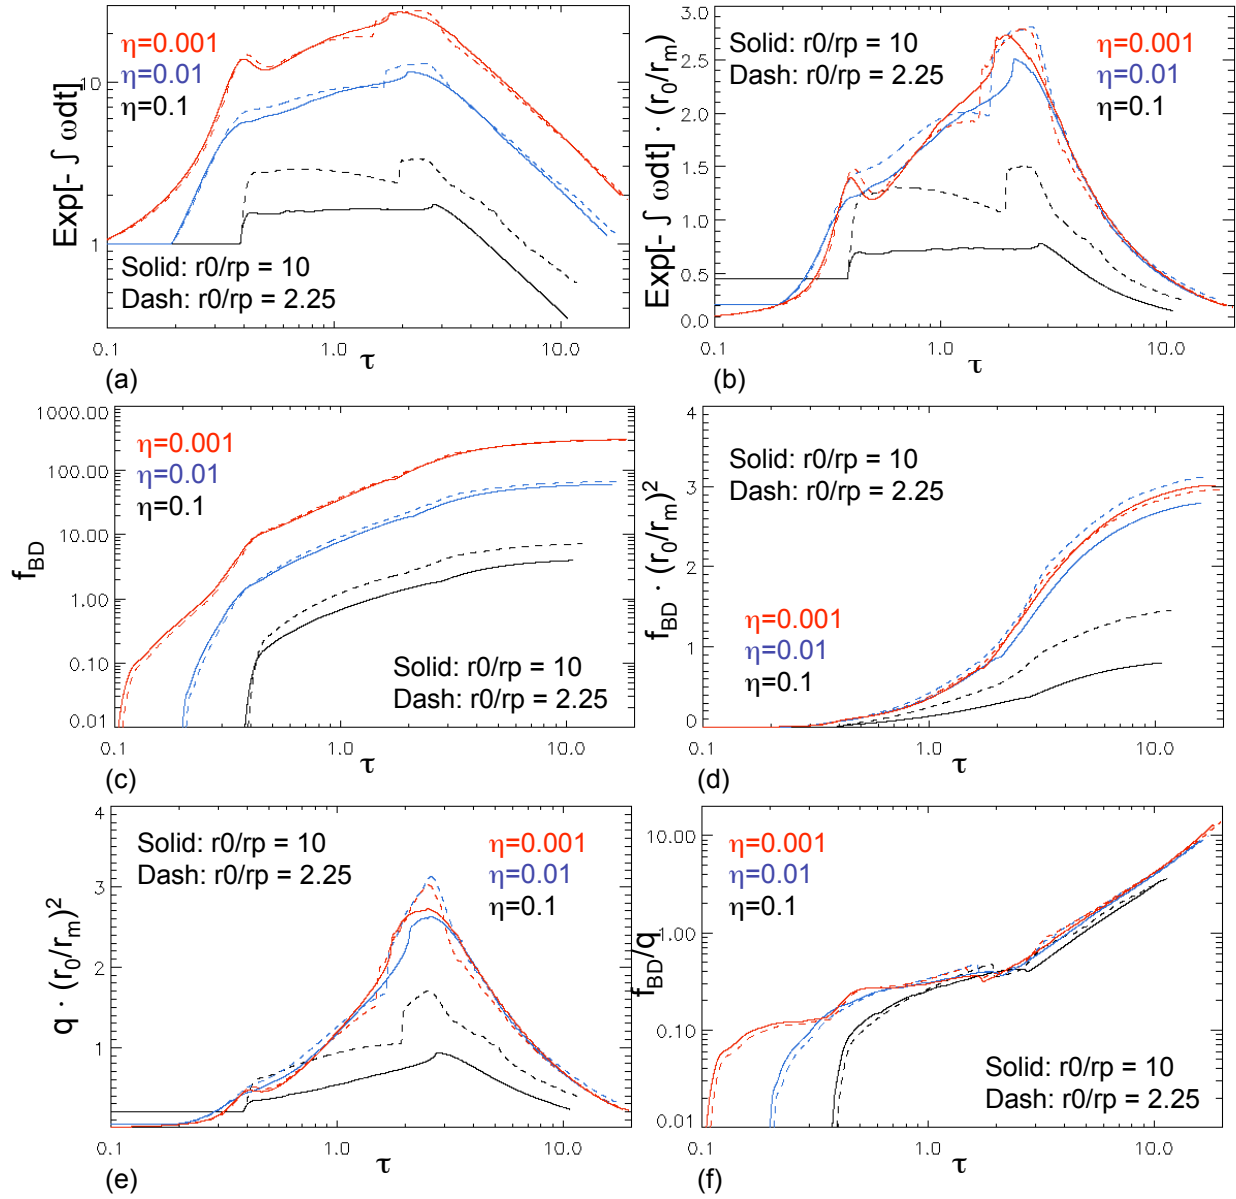 Exp[- ∫ ωdt]
10
1
η=0.001
η=0.01
η=0.1
Solid: r0/rp = 10
Dash: r0/rp = 2.25
0.1
1.0
10.0
τ
(a)
Exp[- ∫ ωdt] · (r₀/rₘ)
3.0
2.5
2.0
1.5
1.0
0.5
0.0
Solid: r0/rp = 10
Dash: r0/rp = 2.25
η=0.001
η=0.01
η=0.1
0.1
1.0
10.0
τ
(b)
f_BD
1000.00
100.00
10.00
1.00
0.10
0.01
η=0.001
η=0.01
η=0.1
Solid: r0/rp = 10
Dash: r0/rp = 2.25
0.1
1.0
10.0
τ
(c)
f_BD · (r₀/rₘ)²
4
3
2
1
0
Solid: r0/rp = 10
Dash: r0/rp = 2.25
η=0.001
η=0.01
η=0.1
0.1
1.0
10.0
τ
(d)
q · (r₀/rₘ)²
4
3
2
1
Solid: r0/rp = 10
Dash: r0/rp = 2.25
η=0.001
η=0.01
η=0.1
0.1
1.0
10.0
τ
(e)
f_BD/q
10.00
1.00
0.10
0.01
η=0.001
η=0.01
η=0.1
Solid: r0/rp = 10
Dash: r0/rp = 2.25
0.1
1.0
10.0
τ
(f)